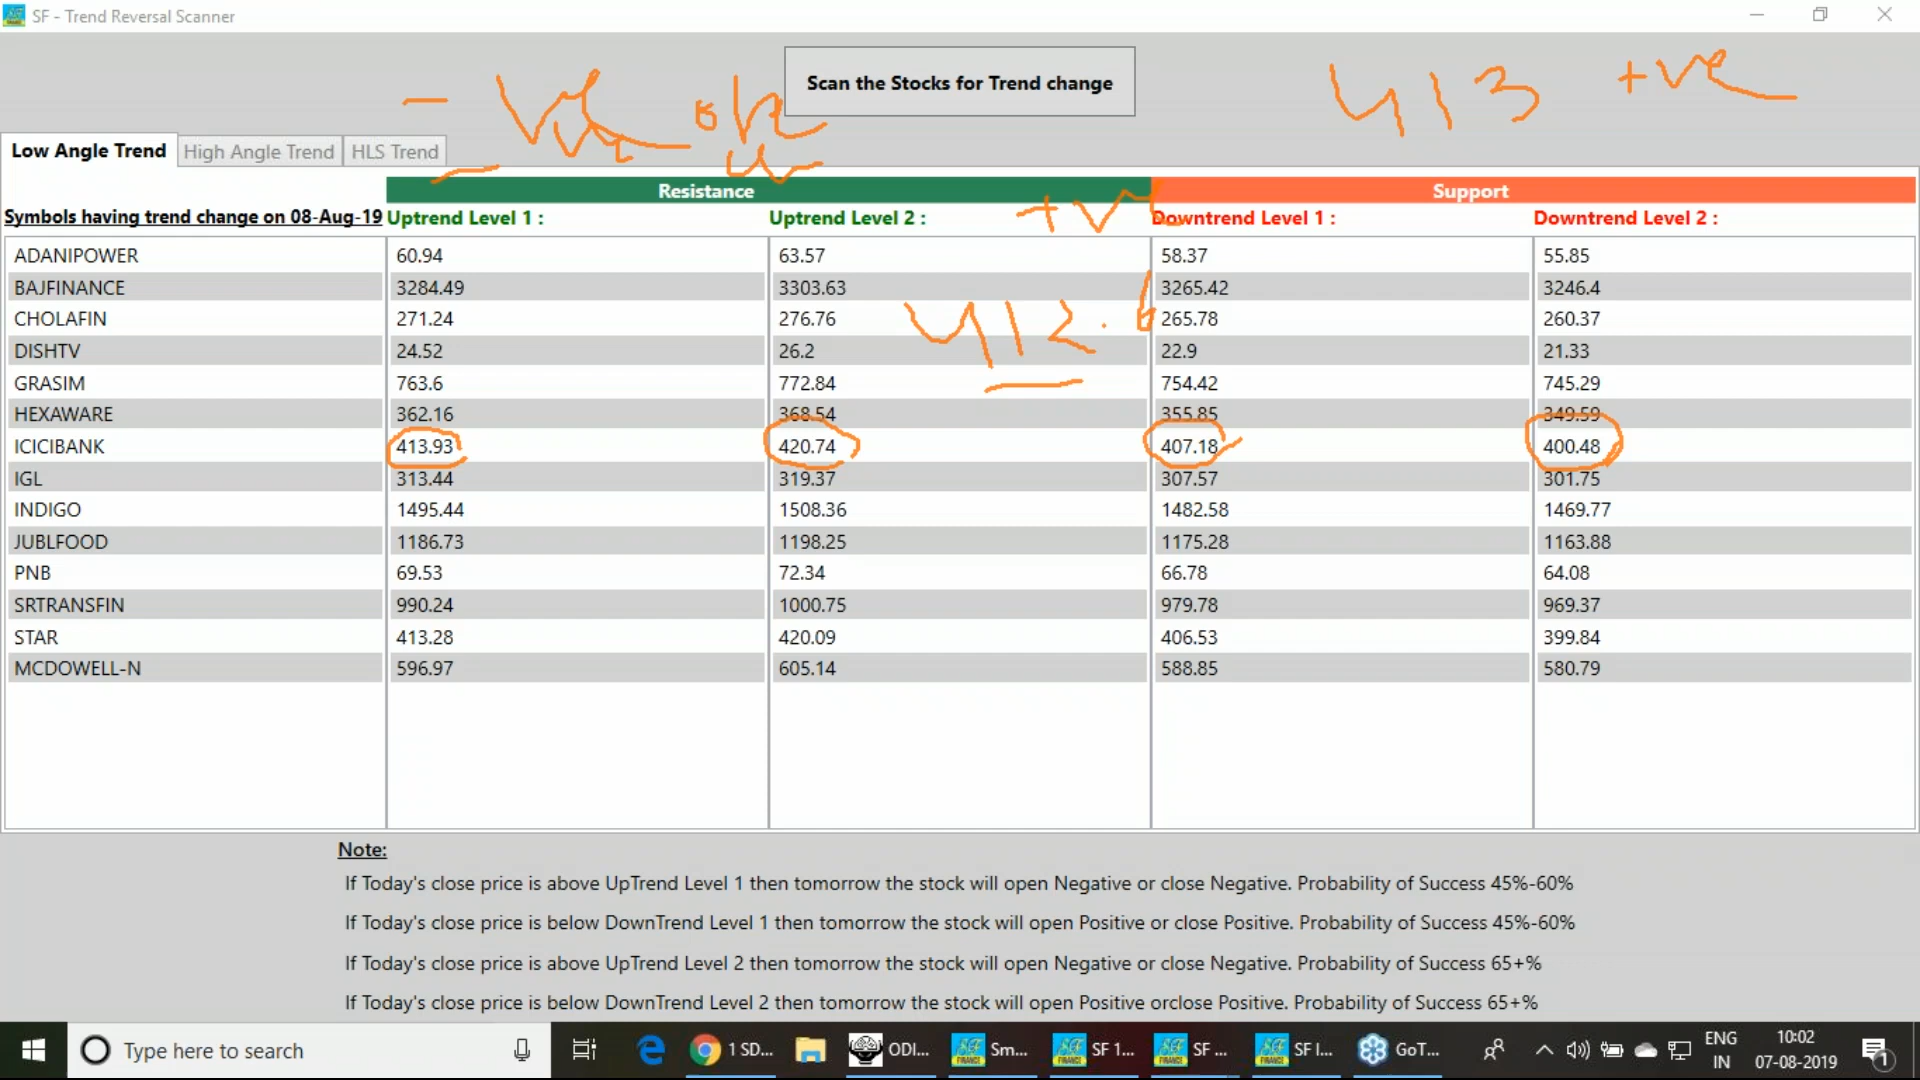 SF - Trend Reversal Scanner
Scan the Stocks for Trend change
413 +ve
-ve
Low Angle Trend High Angle Trend HLS Trend
Resistance Support
Symbols having trend change on 08-Aug-19 Uptrend Level 1 : Uptrend Level 2 : +ve Downtrend Level 1 : Downtrend Level 2 :
ADANIPOWER 60.94 63.57 58.37 55.85
BAJFINANCE 3284.49 3303.63 3265.42 3246.4
CHOLAFIN 271.24 276.76 412.6 265.78 260.37
DISHTV 24.52 26.2 22.9 21.33
GRASIM 763.6 772.84 754.42 745.29
HEXAWARE 362.16 368.54 355.85 349.59
ICICIBANK 413.93 420.74 407.18 400.48
IGL 313.44 319.37 307.57 301.75
INDIGO 1495.44 1508.36 1482.58 1469.77
JUBLFOOD 1186.73 1198.25 1175.28 1163.88
PNB 69.53 72.34 66.78 64.08
SRTRANSFIN 990.24 1000.75 979.78 969.37
STAR 413.28 420.09 406.53 399.84
MCDOWELL-N 596.97 605.14 588.85 580.79
Note:
If Today's close price is above UpTrend Level 1 then tomorrow the stock will open Negative or close Negative. Probability of Success 45%-60%
If Today's close price is below DownTrend Level 1 then tomorrow the stock will open Positive or close Positive. Probability of Success 45%-60%
If Today's close price is above UpTrend Level 2 then tomorrow the stock will open Negative or close Negative. Probability of Success 65+%
If Today's close price is below DownTrend Level 2 then tomorrow the stock will open Positive orclose Positive. Probability of Success 65+%
Type here to search 1 SD... ODI... Sm... SF 1... SF ... SF I... GoT... ENG 10:02
IN 07-08-2019 1